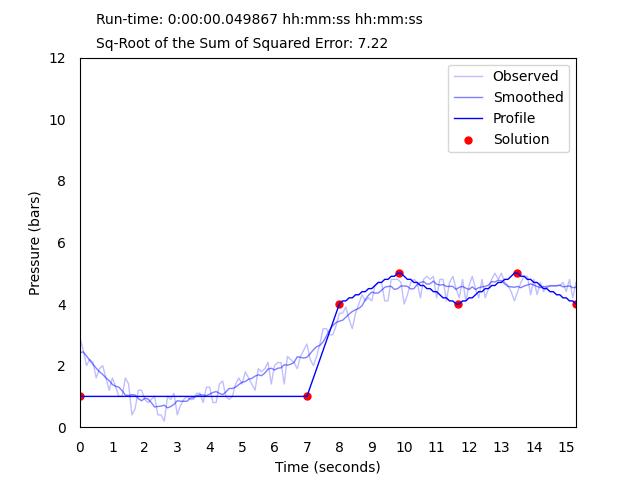 Run-time: 0:00:00.049867 hh:mm:ss hh:mm:ss
Sq-Root of the Sum of Squared Error: 7.22
12
10
8
6
4
2
0
Pressure (bars)
Observed
Smoothed
Profile
Solution
0 1 2 3 4 5 6 7 8 9 10 11 12 13 14 15
Time (seconds)